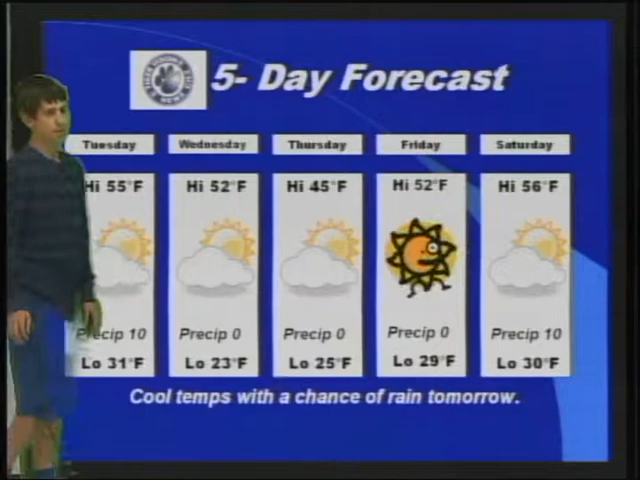 5- Day Forecast
Tuesday Wednesday Thursday Friday Saturday
Hi 55°F Hi 52°F Hi 45°F Hi 52°F Hi 56°F
Precip 10 Precip 0 Precip 0 Precip 0 Precip 10
Lo 31°F Lo 23°F Lo 25°F Lo 29°F Lo 30°F
Cool temps with a chance of rain tomorrow.